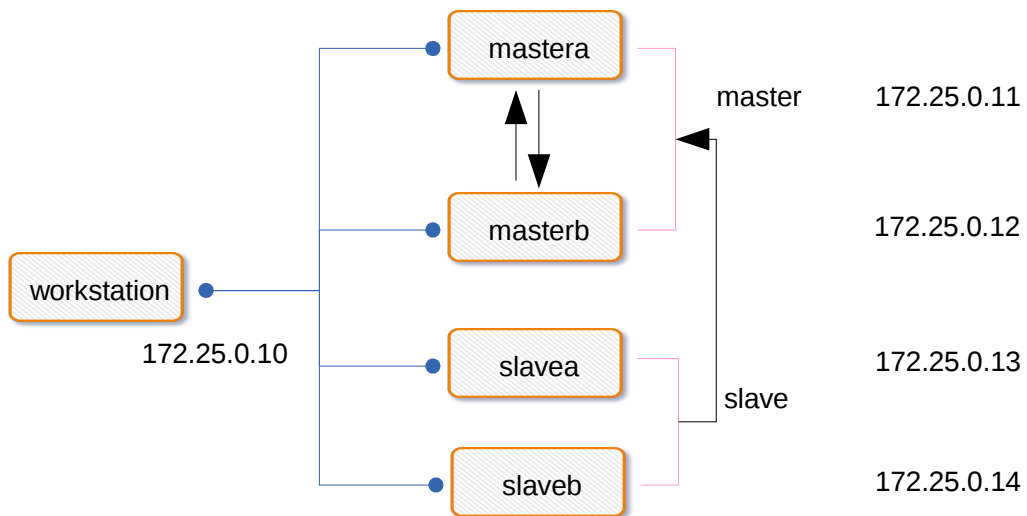 mastera
master
172.25.0.11
masterb
172.25.0.12
workstation
172.25.0.10
slavea
172.25.0.13
slave
slaveb
172.25.0.14